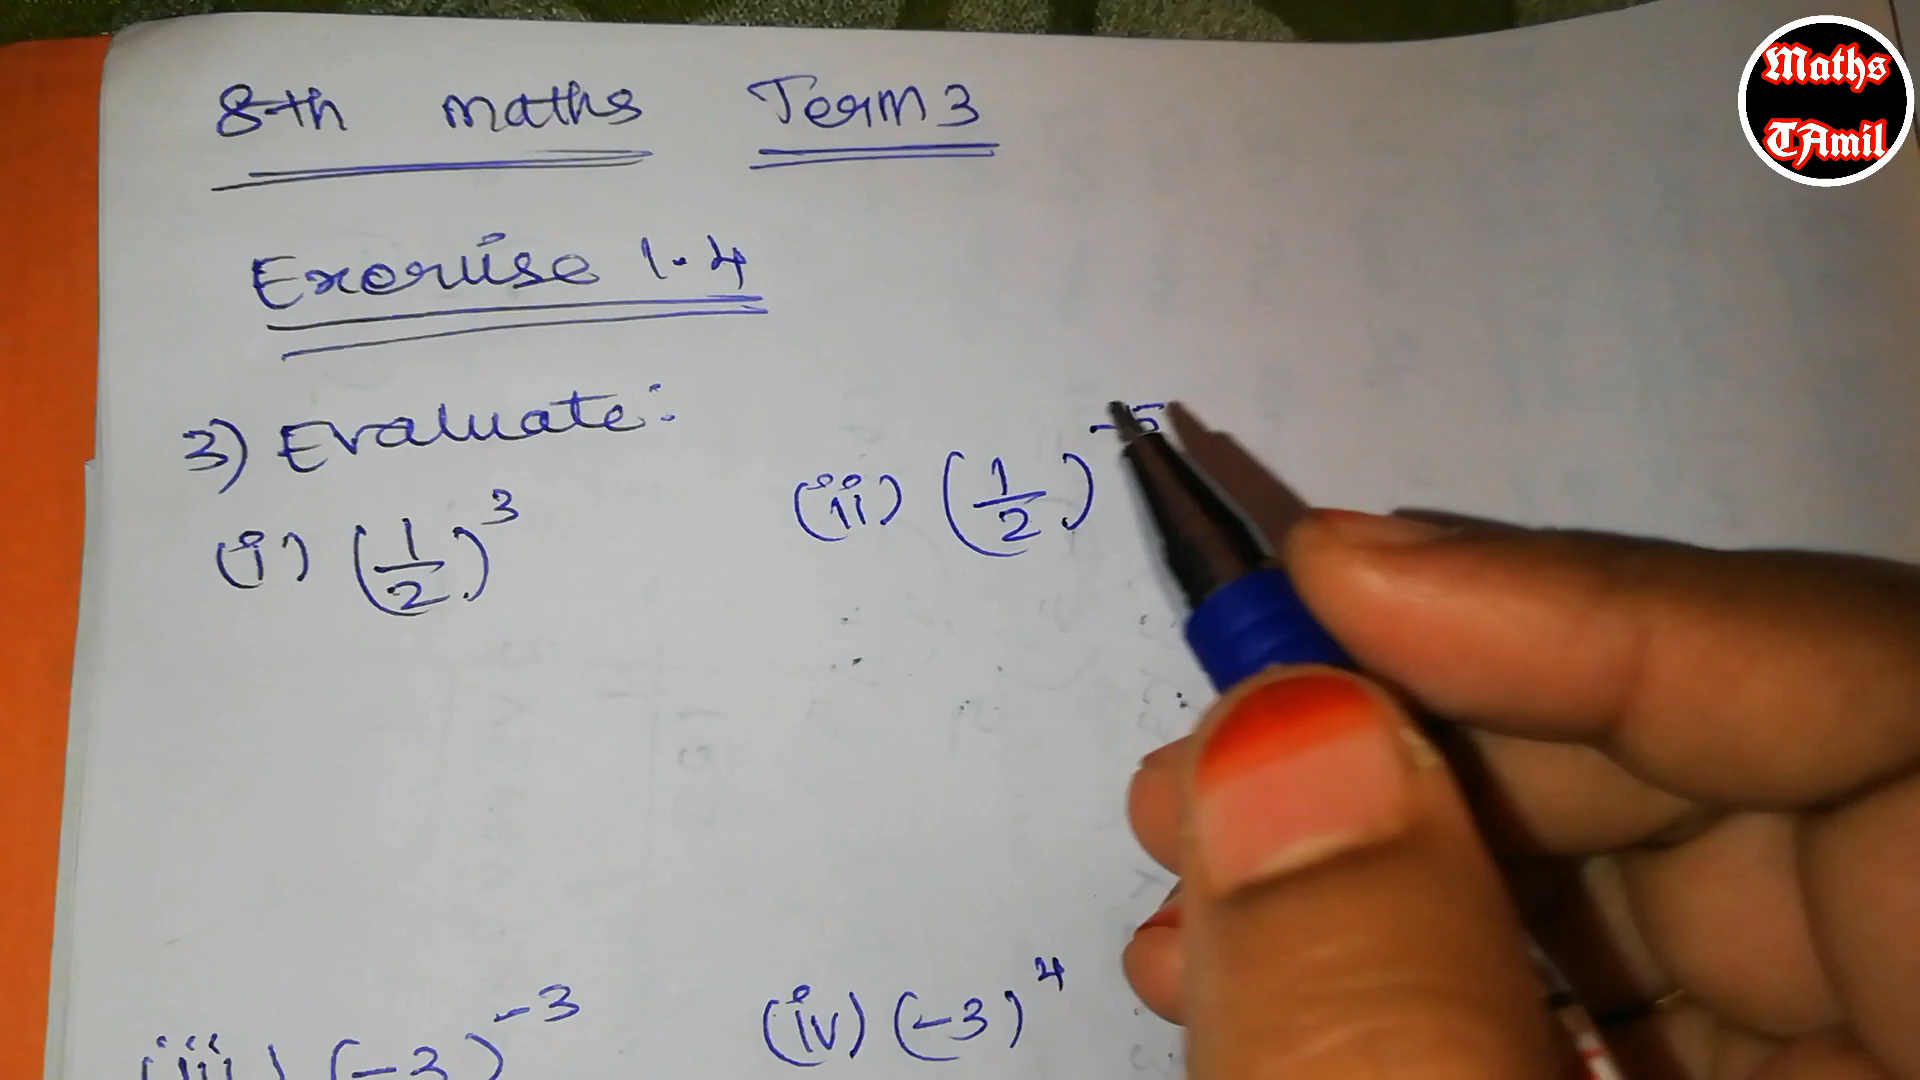 8th maths Term 3
Exercise 1.4
3) Evaluate:
(i) (1/2)^3 (ii) (1/2)^-5
(iii) (-3)^-3 (iv) (-3)^4
Maths
TAmil